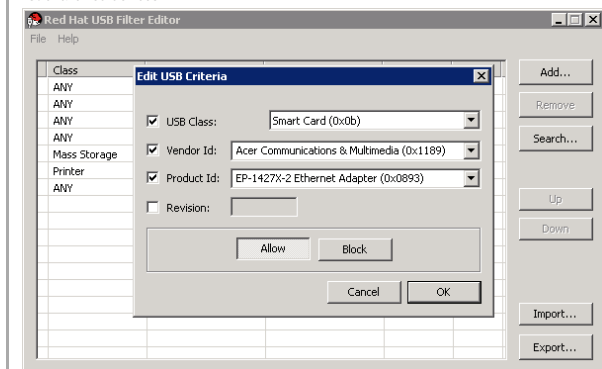 Red Hat USB Filter Editor
File Help
Class
ANY
ANY
ANY
ANY
Mass Storage
Printer
ANY
Edit USB Criteria
USB Class: Smart Card (0x0b)
Vendor Id: Acer Communications & Multimedia (0x1189)
Product Id: EP-1427X-2 Ethernet Adapter (0x0893)
Revision:
Allow Block
Cancel OK
Add...
Remove
Search...
Up
Down
Import...
Export...